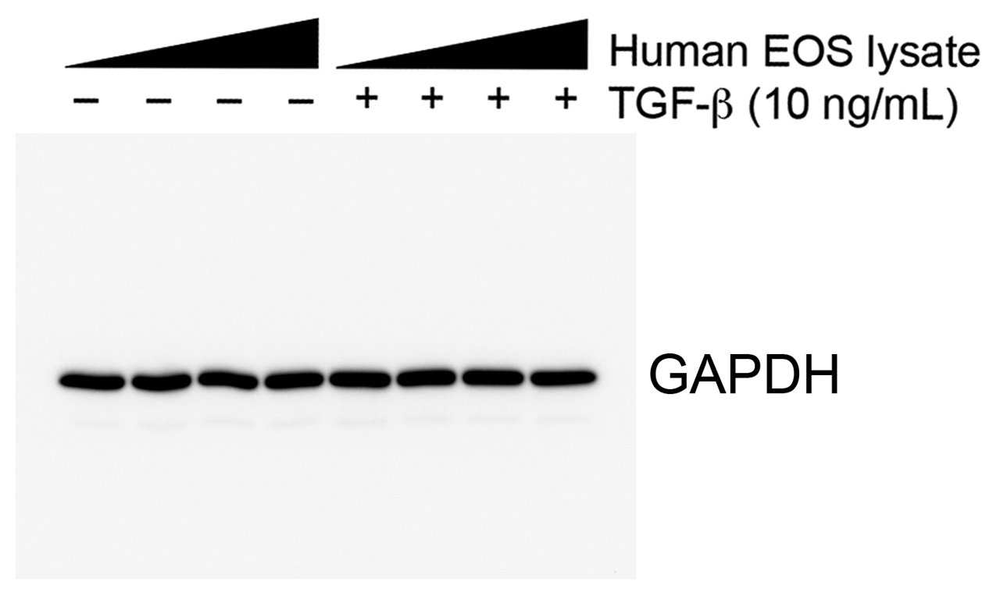 Human EOS lysate
− − − − + + + + TGF-β (10 ng/mL)
GAPDH